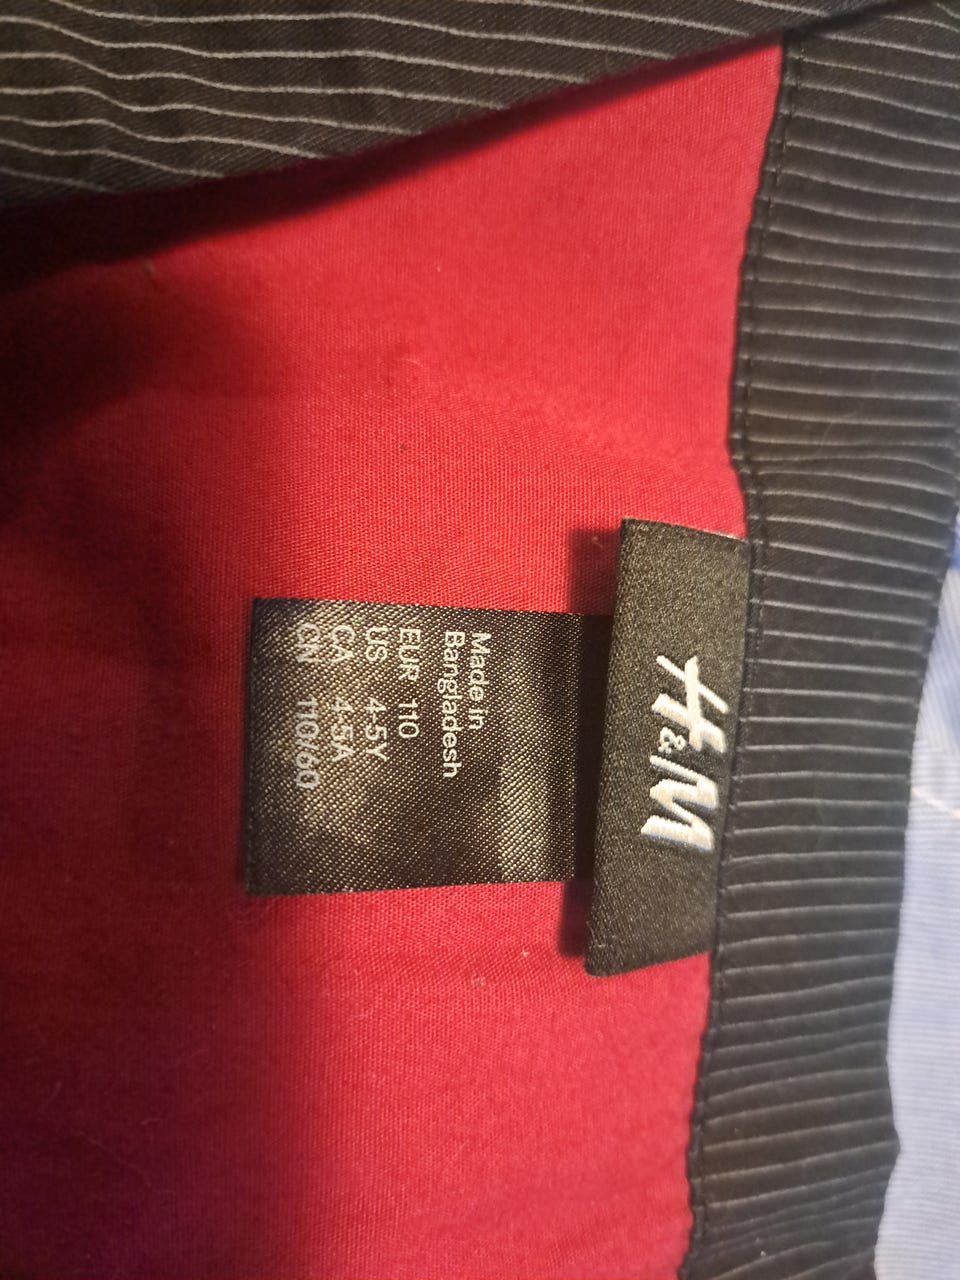 H&M
Made in
Bangladesh
EUR 110
US 4-5Y
CA 4-5A
CN 110/60